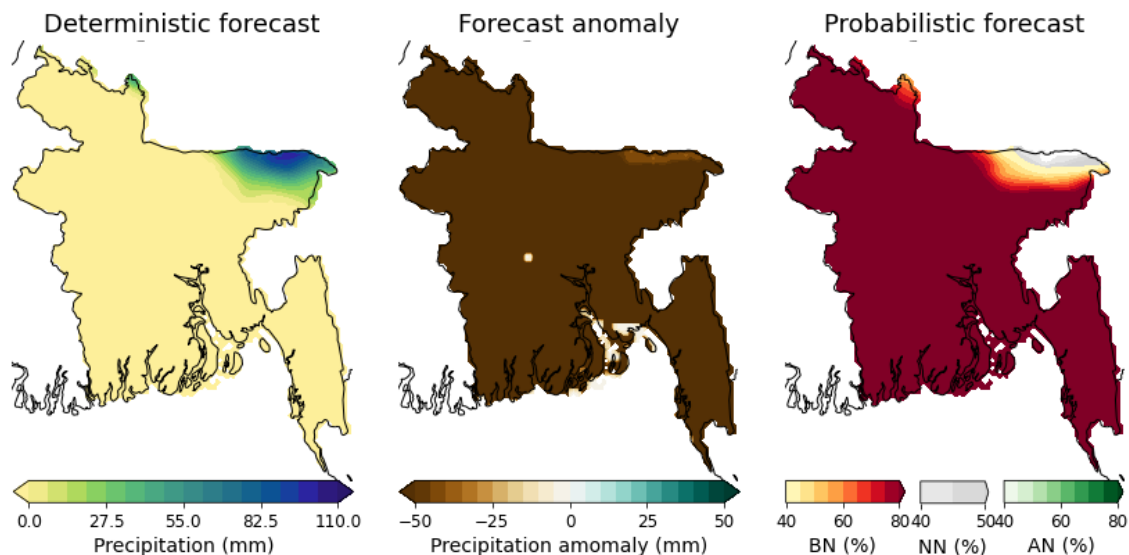 Deterministic forecast
Forecast anomaly
Probabilistic forecast
0.0 27.5 55.0 82.5 110.0
Precipitation (mm)
−50 −25 0 25 50
Precipitation amomaly (mm)
40 60 80
BN (%)
40 50
NN (%)
40 60 80
AN (%)